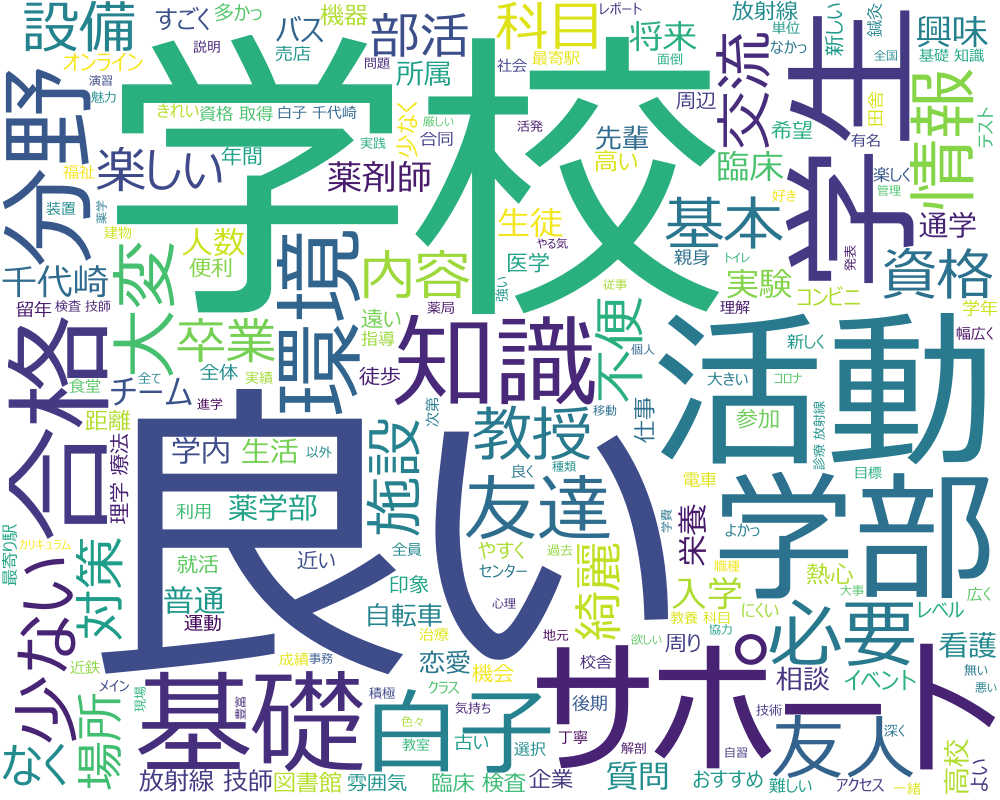 すごく
多かっ
機器
レポート
放射線
単位
新しい
鍼灸
興味
設備
バス
売店
部活
科目
将来
なかっ
全国
基礎 知識
オンライン
説明
問題
所属
最寄駅
面倒
社会
演習
魅力
学校
学生
交流
情報
田舎
テスト
きれい
資格 取得
白子 千代崎
少なく
厳しい
活発
周辺
希望
有名
分野
年間
実践
合同
先輩
高い
臨床
楽しく
管理
楽しい
福祉
装置
薬学
薬剤師
生徒
基本
親身
好き
発表
通学
建物
人数
便利
内容
やる気
医学
トイレ
実験
資格
千代崎
大変
環境
強い
従事
コンビニ
留年
検査 技師
薬局
理解
学年
合格
卒業
遠い
指導
知識
不便
活動
新しく
幅広く
食堂
全て
全体
実績
徒歩
個人
大きい
コロナ
チーム
進学
距離
次第
移動
仕事
参加
診療 放射線
理学 療法
学内
生活
以外
教授
良く
種類
電車
目標
良い
施設
友達
学部
最寄り駅
カリキュラム
利用
薬学部
学費
よかっ
栄養
少ない
対策
就活
近い
全員
やすく
センター
過去
綺麗
職種
熱心
大事
広く
普通
印象
入学
教養 科目
にくい
必要
レベル
運動
自転車
心理
治療
地元
欲しい
協力
周り
看護
近鉄
成績
事務
恋愛
機会
校舎
相談
イベント
無い
悪い
メイン
現場
豊富
基礎
積極
クラス
気持ち
後期
サポート
技術
深く
なく
場所
白子
色々
教室
古い
選択
丁寧
解剖
自習
友人
高校
よい
放射線 技師
図書館
雰囲気
臨床 検査
企業
質問
おすすめ
難しい
アクセス
一緒